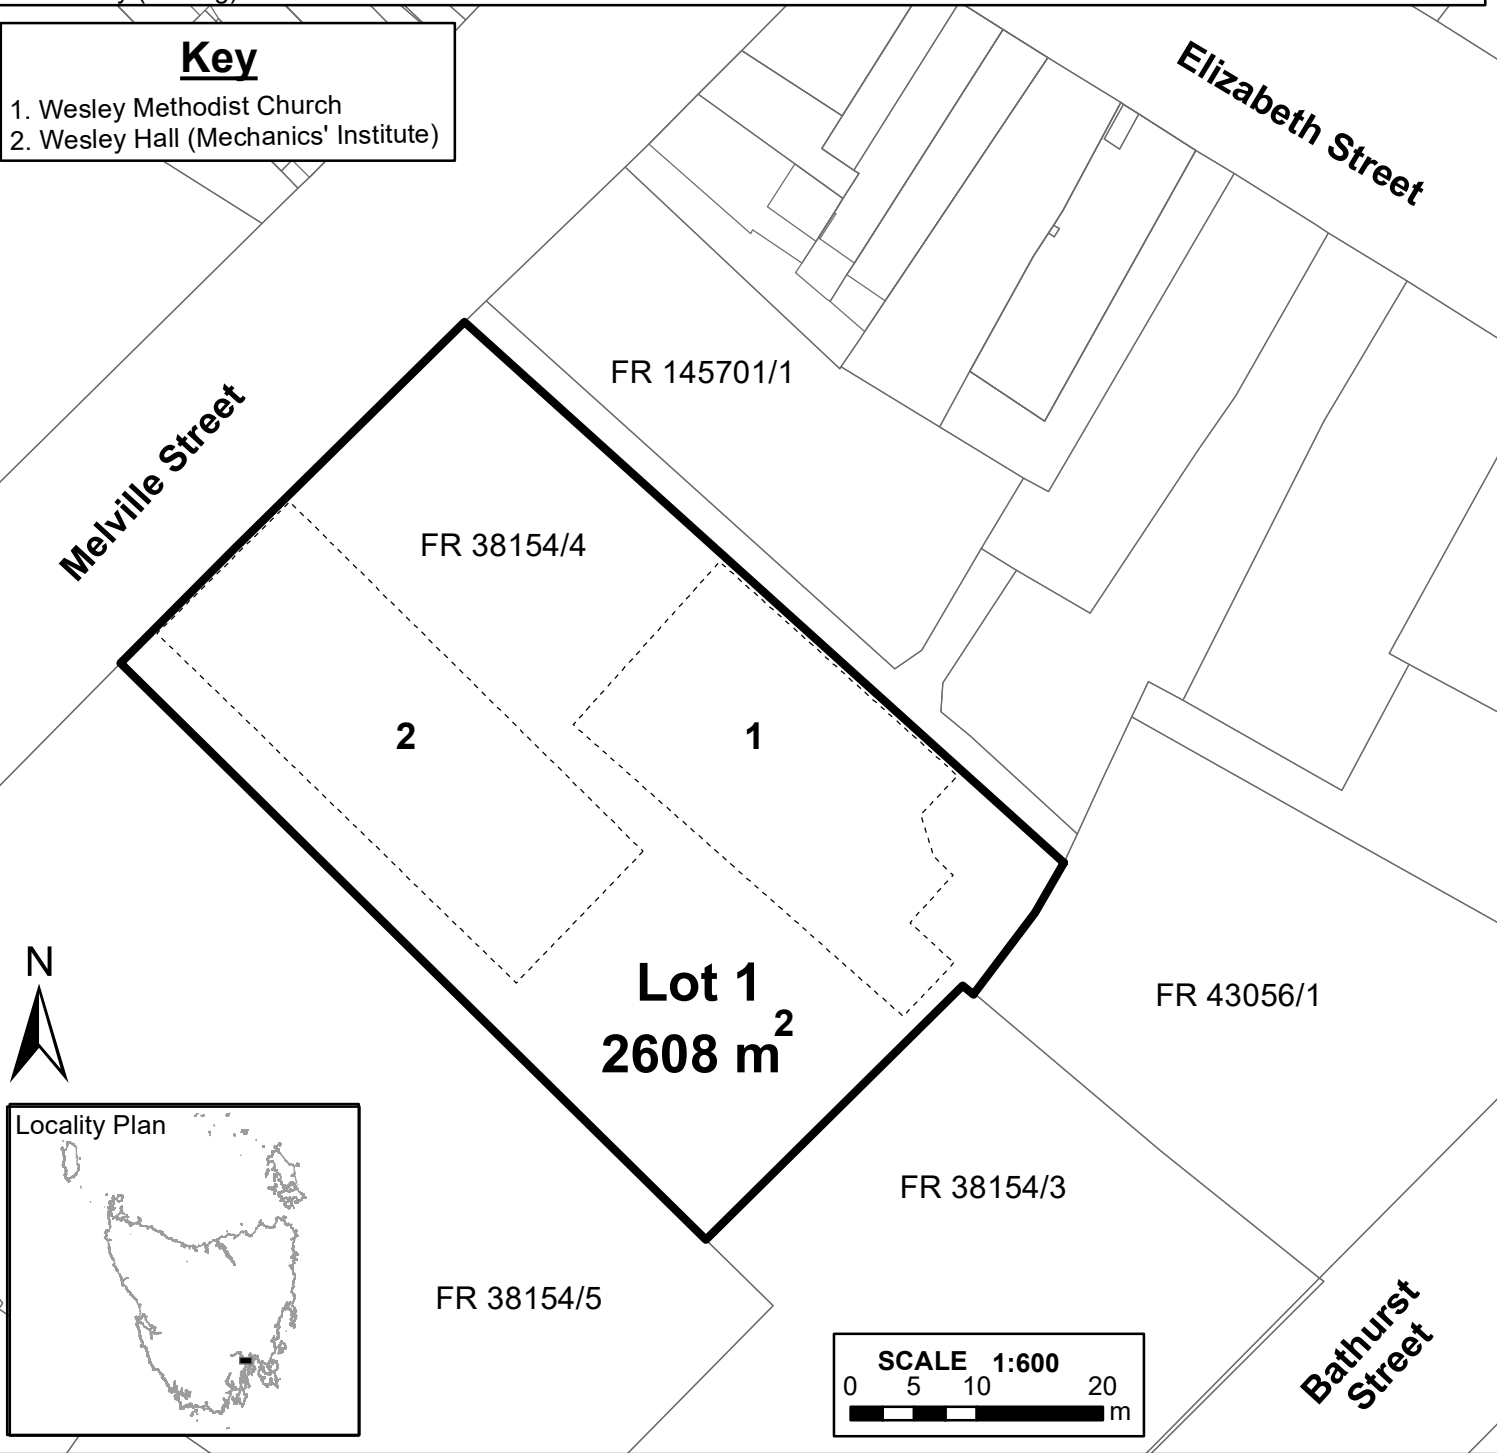 Key
1. Wesley Methodist Church
2. Wesley Hall (Mechanics' Institute)
Elizabeth Street
FR 145701/1
Melville Street
FR 38154/4
2
1
Lot 1
2608 m2
N
FR 43056/1
Locality Plan
FR 38154/3
FR 38154/5
Bathurst
Street
SCALE 1:600
0 5 10 20
m